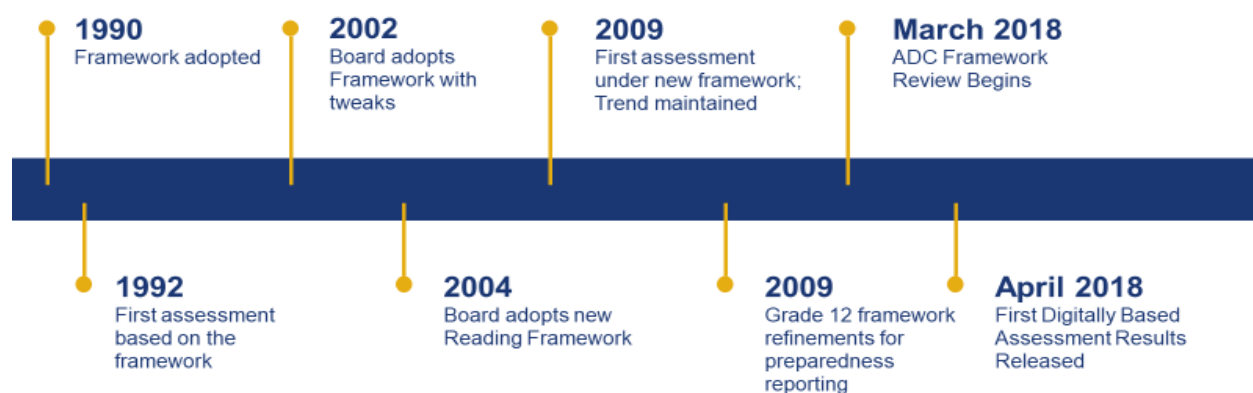 1990
Framework adopted
2002
Board adopts
Framework with
tweaks
2009
First assessment
under new framework;
Trend maintained
March 2018
ADC Framework
Review Begins
1992
First assessment
based on the
framework
2004
Board adopts new
Reading Framework
2009
Grade 12 framework
refinements for
preparedness
reporting
April 2018
First Digitally Based
Assessment Results
Released